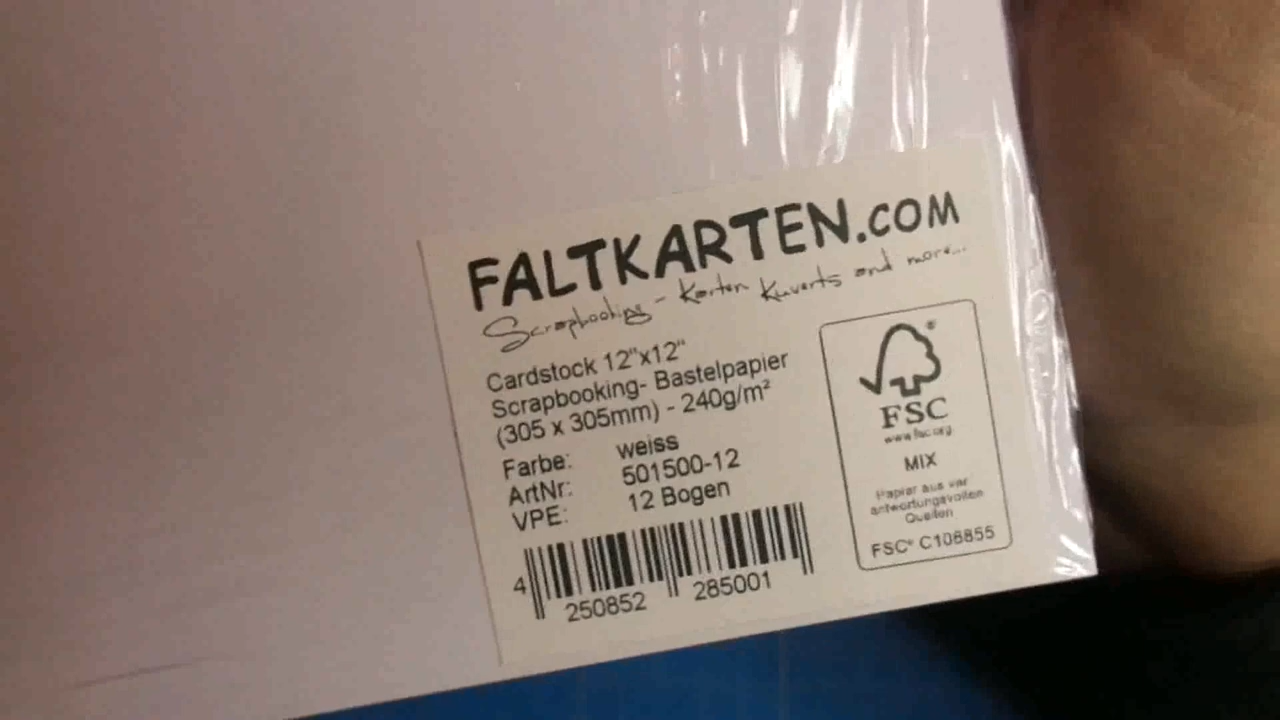 FALTKARTEN.COM
Scrapbooking - Karten Kuverts and more...
Cardstock 12"x12"
Scrapbooking- Bastelpapier
(305 x 305mm) - 240g/m²
Farbe: weiss
ArtNr: 501500-12
VPE: 12 Bogen
4 250852 285001
®
FSC
www.fsc.org
MIX
Papier aus ver
antwortungsvollen
Quellen
FSC® C106855